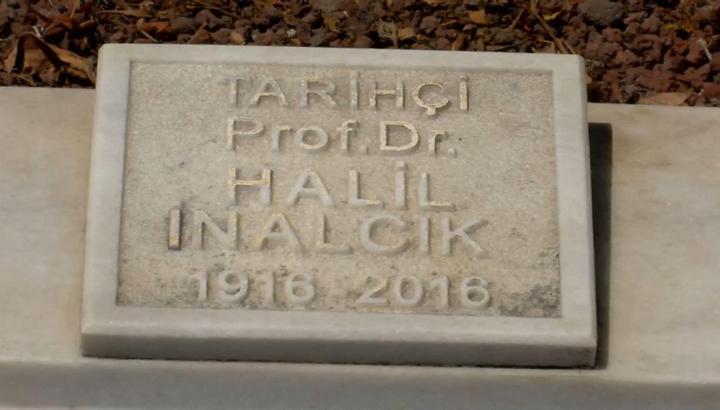 TARİHÇİ
Prof.Dr.
HALİL
İNALCIK
1916 2016